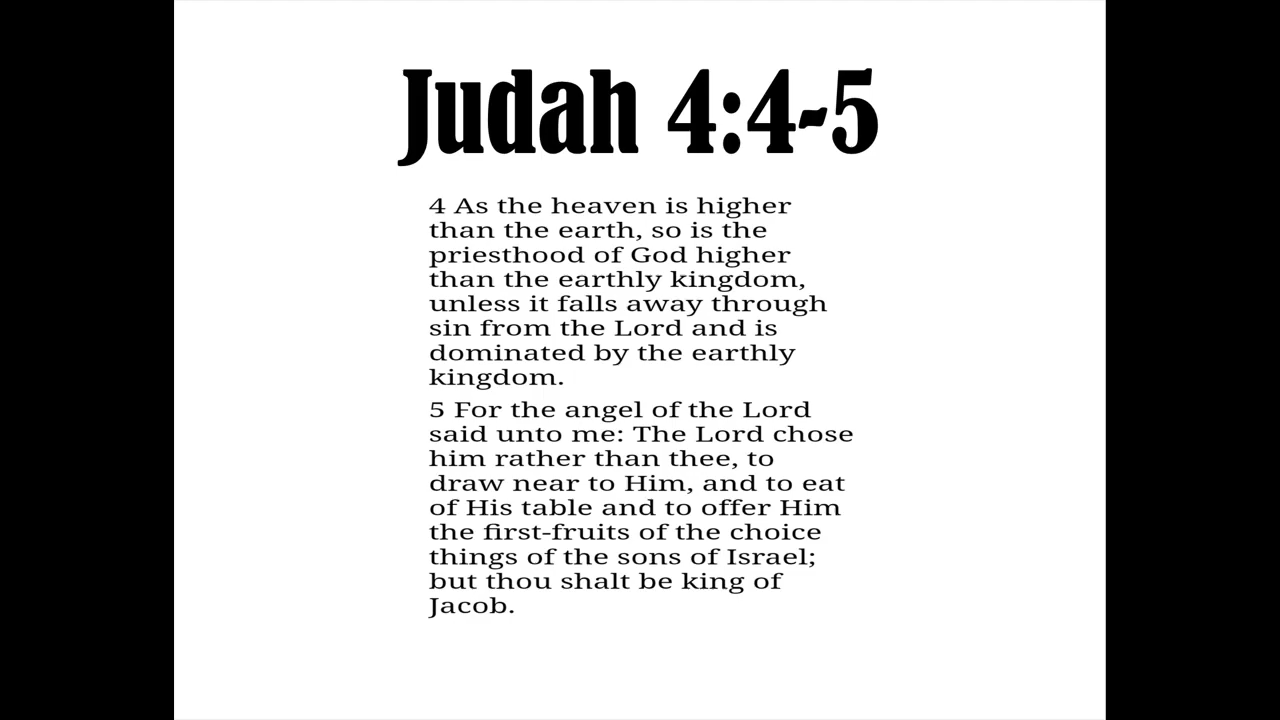 Judah 4:4-5
4 As the heaven is higher
than the earth, so is the
priesthood of God higher
than the earthly kingdom,
unless it falls away through
sin from the Lord and is
dominated by the earthly
kingdom.
5 For the angel of the Lord
said unto me: The Lord chose
him rather than thee, to
draw near to Him, and to eat
of His table and to offer Him
the first-fruits of the choice
things of the sons of Israel;
but thou shalt be king of
Jacob.